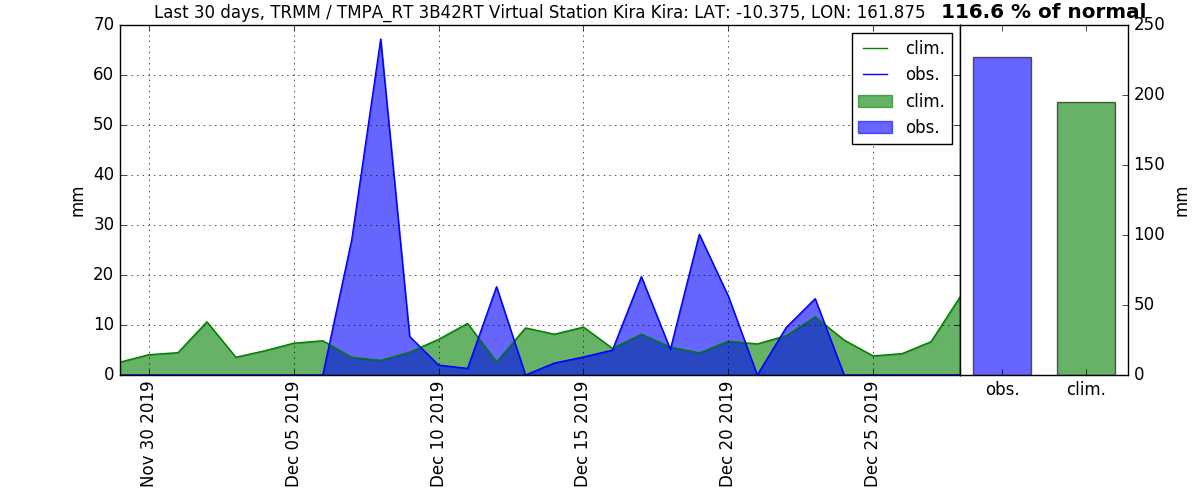 Last 30 days, TRMM / TMPA_RT 3B42RT Virtual Station Kira Kira: LAT: -10.375, LON: 161.875 116.6 % of normal
70
60
50
40
30
20
10
0
mm
Nov 30 2019
Dec 05 2019
Dec 10 2019
Dec 15 2019
Dec 20 2019
Dec 25 2019
clim.
obs.
clim.
obs.
250
200
150
100
50
0
mm
obs. clim.